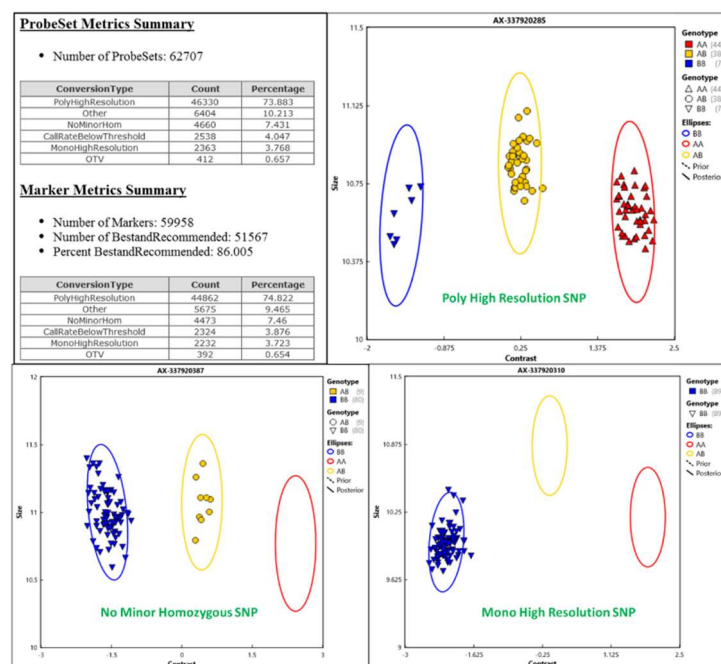 ProbeSet Metrics Summary
• Number of ProbeSets: 62707
ConversionType Count Percentage
PolyHighResolution 46330 73.883
Other 6404 10.213
NoMinorHom 4660 7.431
CallRateBelowThreshold 2538 4.047
MonoHighResolution 2363 3.768
OTV 412 0.657
Marker Metrics Summary
• Number of Markers: 59958
• Number of BestandRecommended: 51567
• Percent BestandRecommended: 86.005
ConversionType Count Percentage
PolyHighResolution 44862 74.822
Other 5675 9.465
NoMinorHom 4473 7.46
CallRateBelowThreshold 2324 3.876
MonoHighResolution 2232 3.723
OTV 392 0.654
AX-337920285
Size
11.5
11.125
10.75
10.375
10
-2 -0.875 0.25 1.375 2.5
Contrast
Poly High Resolution SNP
Genotype
AA (44
AB (38
BB (7
Genotype
AA (44
AB (38
BB (7
Ellipses:
BB
AA
AB
Prior
Posterior
AX-337920387
Size
12
11.5
11
10.5
10
-3 -1.5 0 1.5 3
Contrast
No Minor Homozygous SNP
Genotype
AB (9)
BB (80)
Genotype
AB (9)
BB (80)
Ellipses:
BB
AA
AB
Prior
Posterior
AX-337920310
Size
11.5
10.875
10.25
9.625
9
-3 -1.625 -0.25 1.125 2.5
Contrast
Mono High Resolution SNP
Genotype
BB (89
Genotype
BB (89
Ellipses:
BB
AA
AB
Prior
Posterior